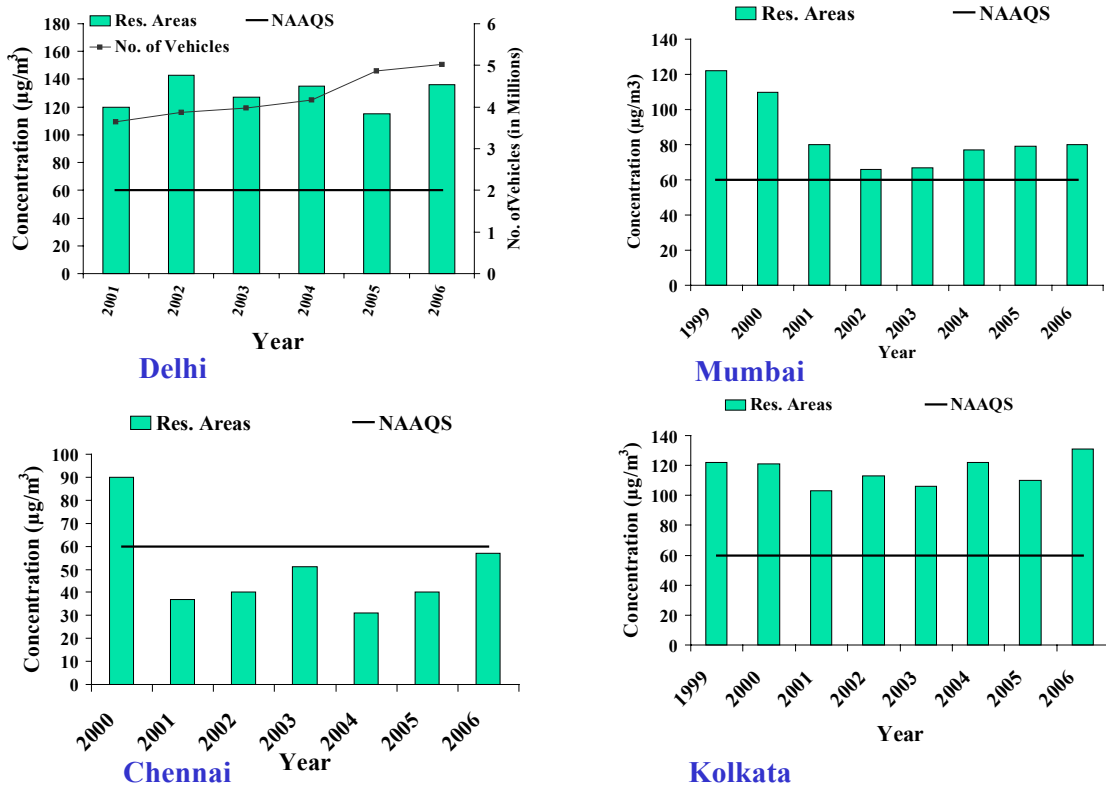 Res. Areas NAAQS
No. of Vehicles
Concentration (µg/m³)
180
160
140
120
100
80
60
40
20
0
6
5
4
3
2
1
0
No. of Vehicles (in Millions)
2001 2002 2003 2004 2005 2006
Year
Delhi
Res. Areas NAAQS
Concentration (µg/m3)
140
120
100
80
60
40
20
0
1999 2000 2001 2002 2003 2004 2005 2006
Year
Mumbai
Res. Areas NAAQS
Concentration (µg/m³)
100
90
80
70
60
50
40
30
20
10
0
2000 2001 2002 2003 2004 2005 2006
Year
Chennai
Res. Areas NAAQS
Concentration (µg/m³)
140
120
100
80
60
40
20
0
1999 2000 2001 2002 2003 2004 2005 2006
Year
Kolkata